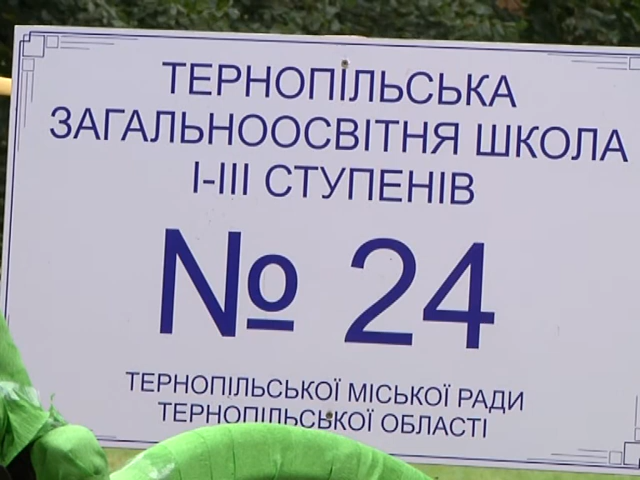 ТЕРНОПІЛЬСЬКА
ЗАГАЛЬНООСВІТНЯ ШКОЛА
І-ІІІ СТУПЕНІВ
№ 24
ТЕРНОПІЛЬСЬКОЇ МІСЬКОЇ РАДИ
ТЕРНОПІЛЬСЬКОЇ ОБЛАСТІ